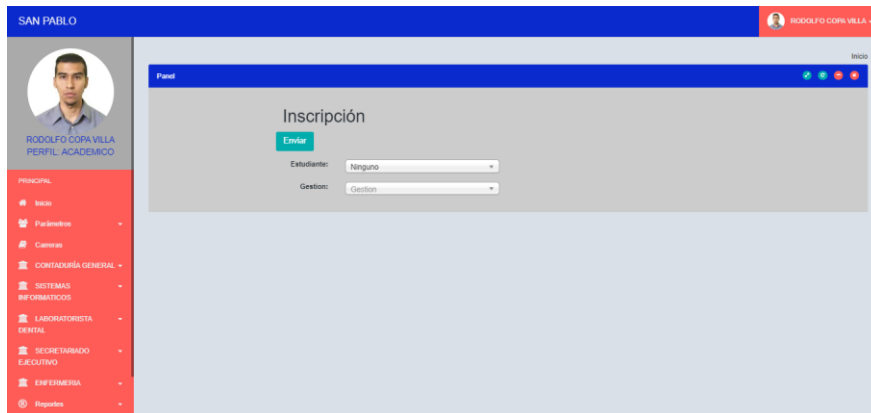 SAN PABLO
RODOLFO COPA VILLA
Inicio
Panel
RODOLFO COPA VILLA
PERFIL: ACADEMICO
Inscripción
Enviar
Estudiante:
Ninguno
Gestion:
Gestion
PRINCIPAL
Inicio
Parámetros
Carreras
CONTADURÍA GENERAL
SISTEMAS
INFORMATICOS
LABORATORISTA
DENTAL
SECRETARIADO
EJECUTIVO
ENFERMERIA
Reportes